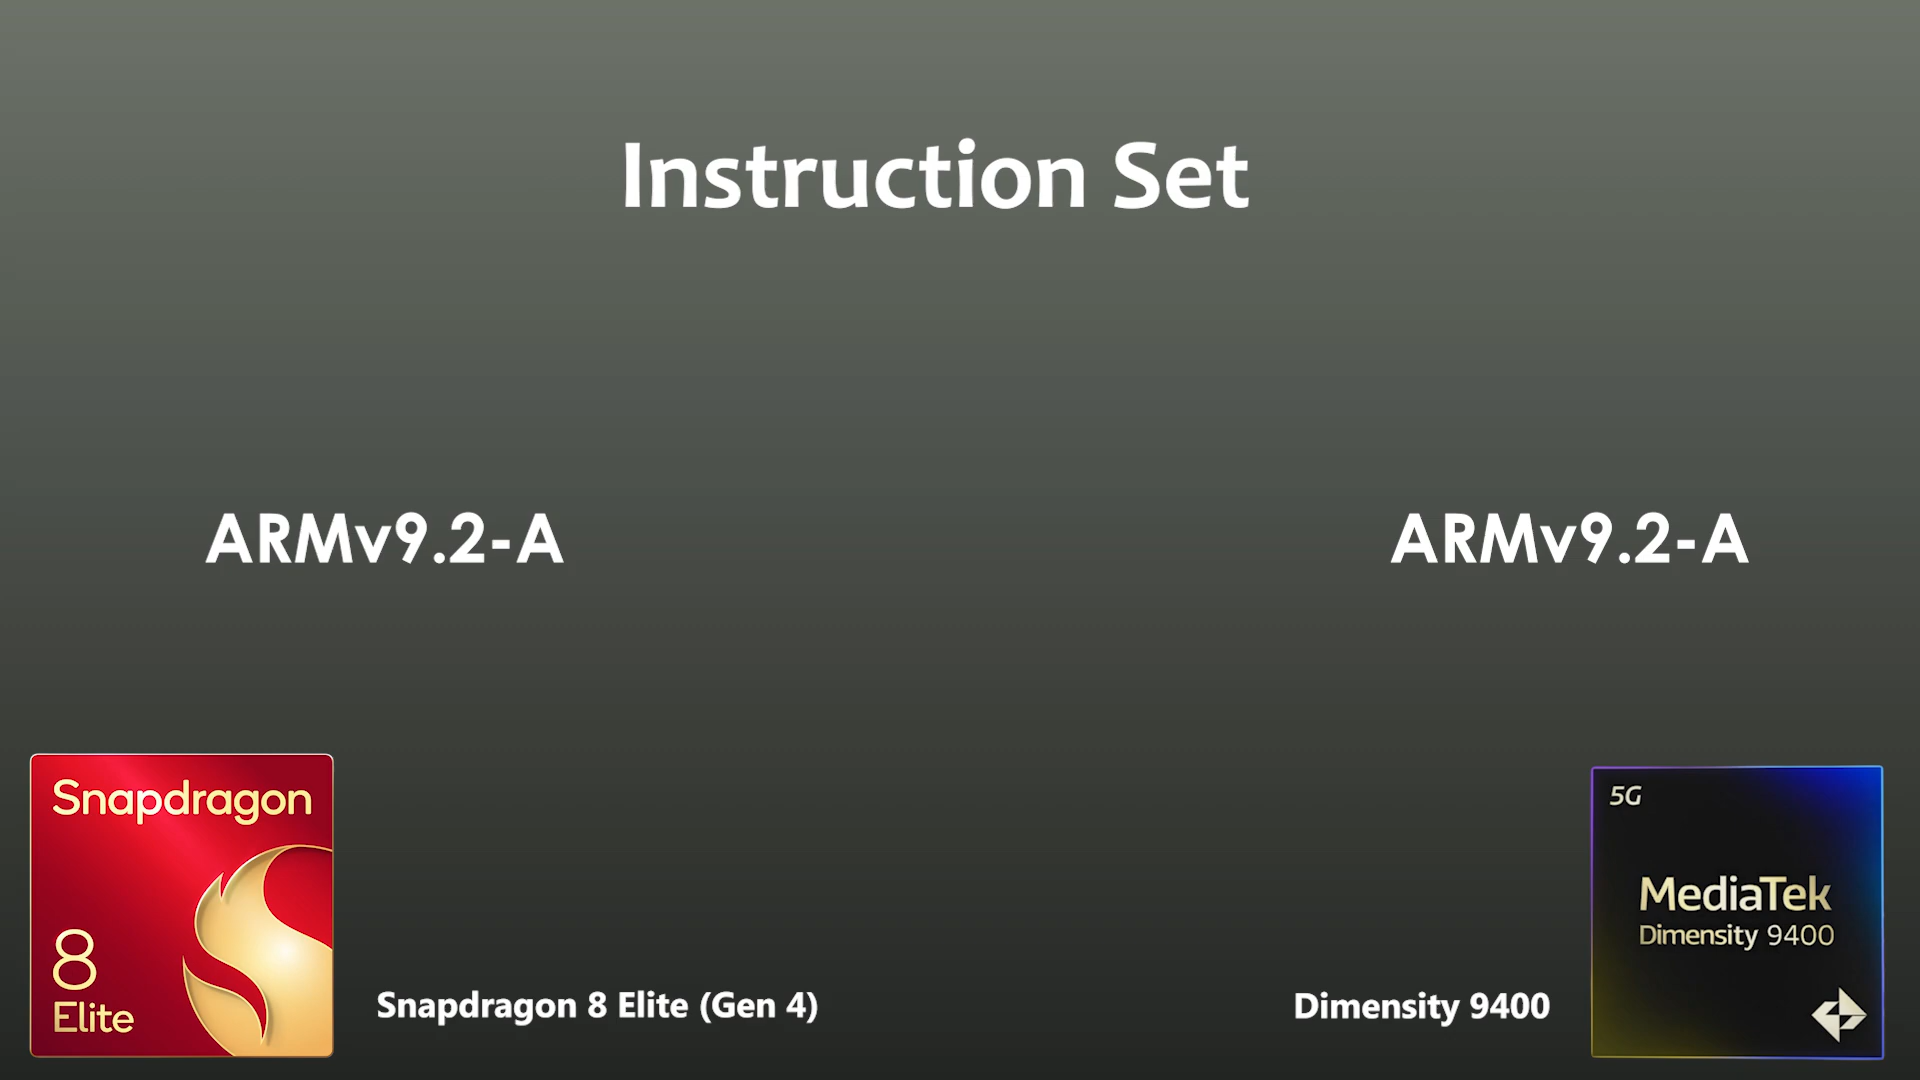 Instruction Set
ARMv9.2-A
ARMv9.2-A
Snapdragon
8
Elite
Snapdragon 8 Elite (Gen 4)
Dimensity 9400
5G
MediaTek
Dimensity 9400